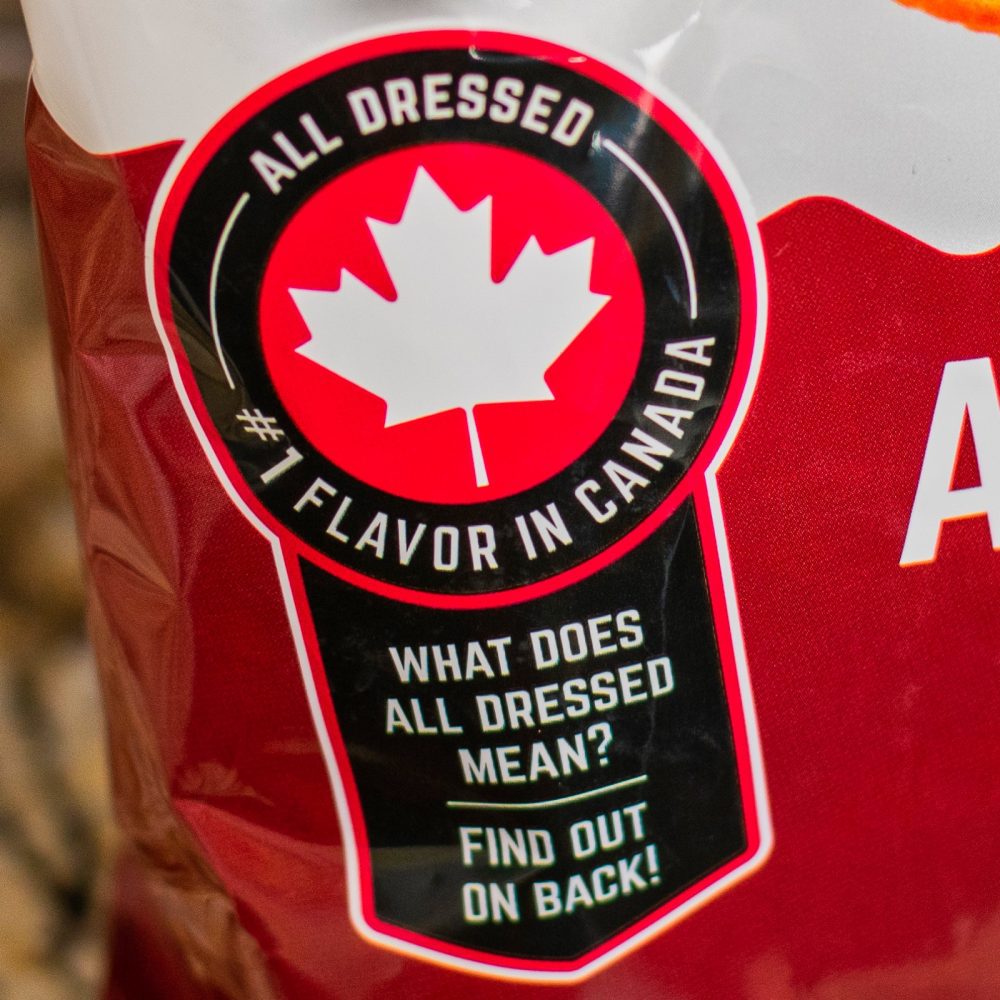 ALL DRESSED
#1 FLAVOR IN CANADA
WHAT DOES
ALL DRESSED
MEAN?
FIND OUT
ON BACK!
A